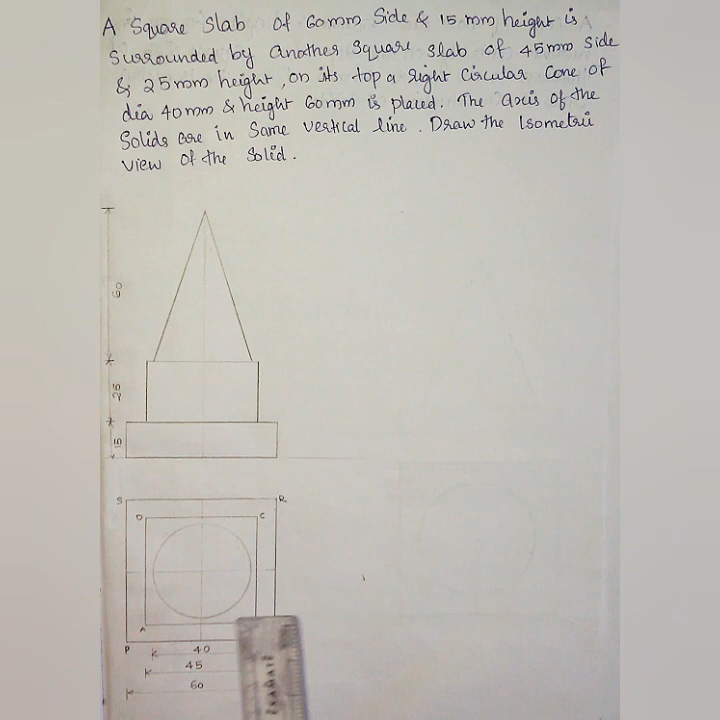 A Square Slab Of 60mm Side & 15 mm height is
Surrounded by another Square slab of 45mm side
& 25mm height, on its top a right Circular Cone of
dia 40mm & height 60mm is placed. The axis of the
Solids are in Same vertical line. Draw the Isometric
view of the Solid.
60
25
15
S
R
D
C
A
P
40
45
60